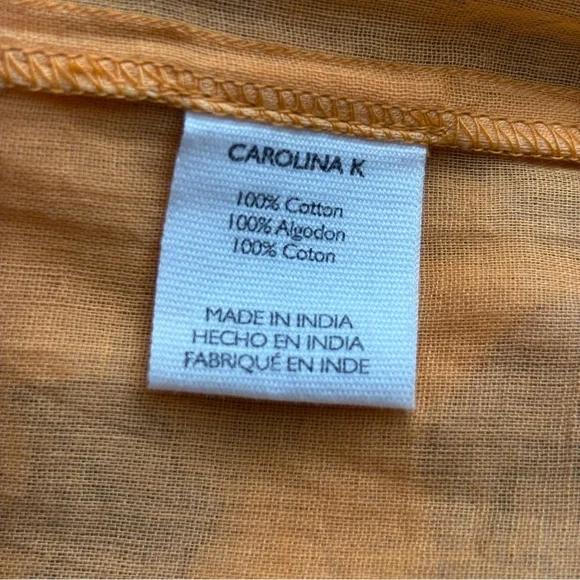 CAROLINA K
100% Cotton
100% Algodon
100% Coton
MADE IN INDIA
HECHO EN INDIA
FABRIQUÉ EN INDE